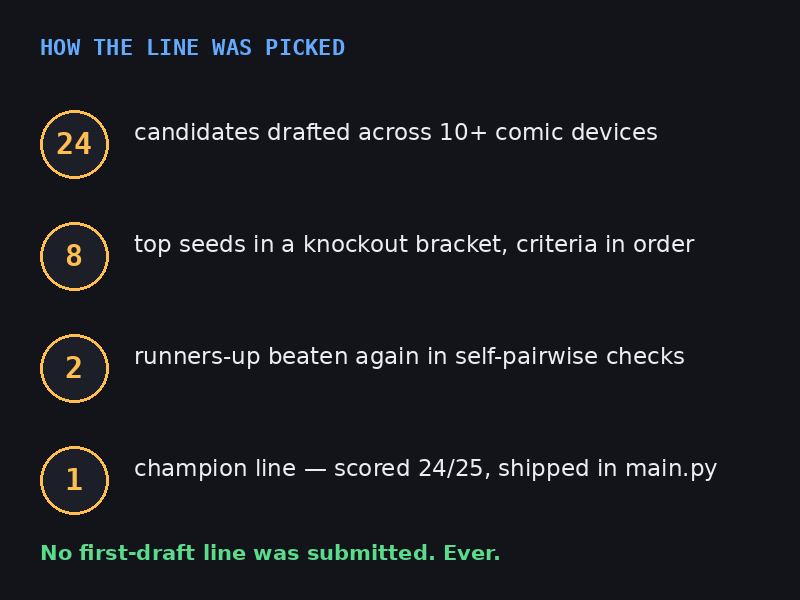 HOW THE LINE WAS PICKED
24 candidates drafted across 10+ comic devices
8 top seeds in a knockout bracket, criteria in order
2 runners-up beaten again in self-pairwise checks
1 champion line — scored 24/25, shipped in main.py
No first-draft line was submitted. Ever.